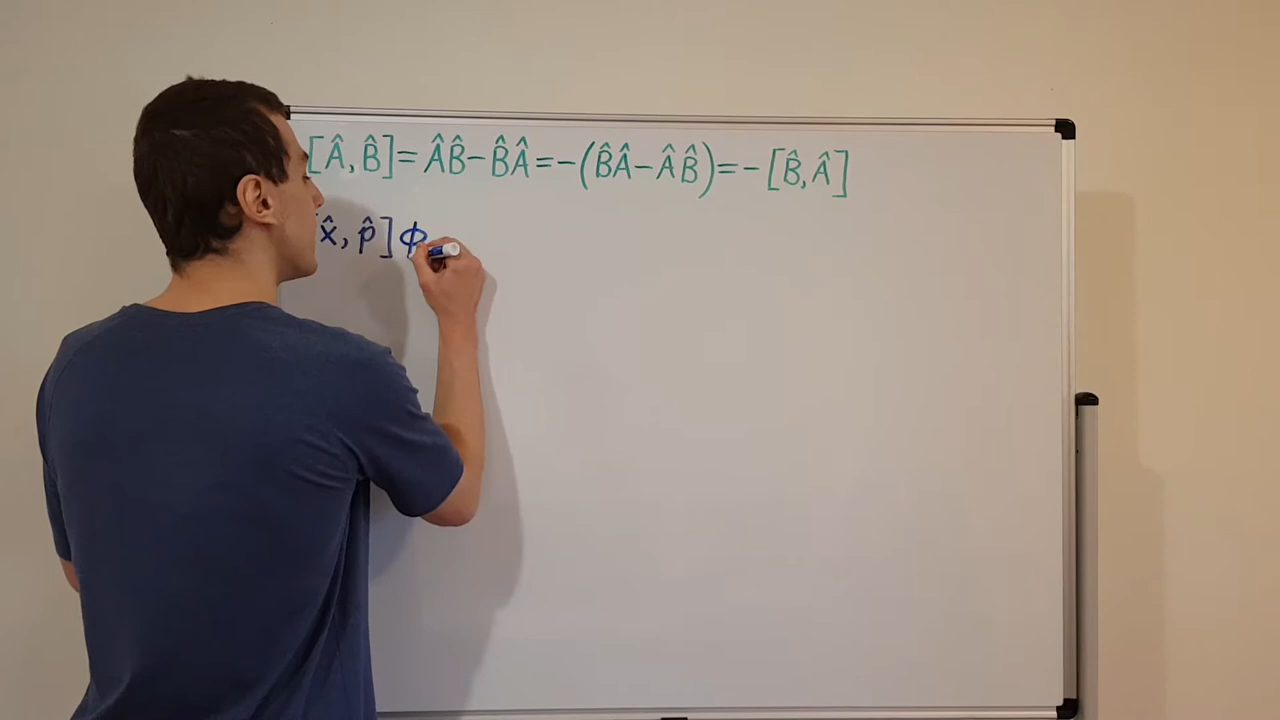 [Â, B̂] = ÂB̂ - B̂Â = -(B̂Â - ÂB̂) = -[B̂, Â]
[x̂, p̂]ϕ